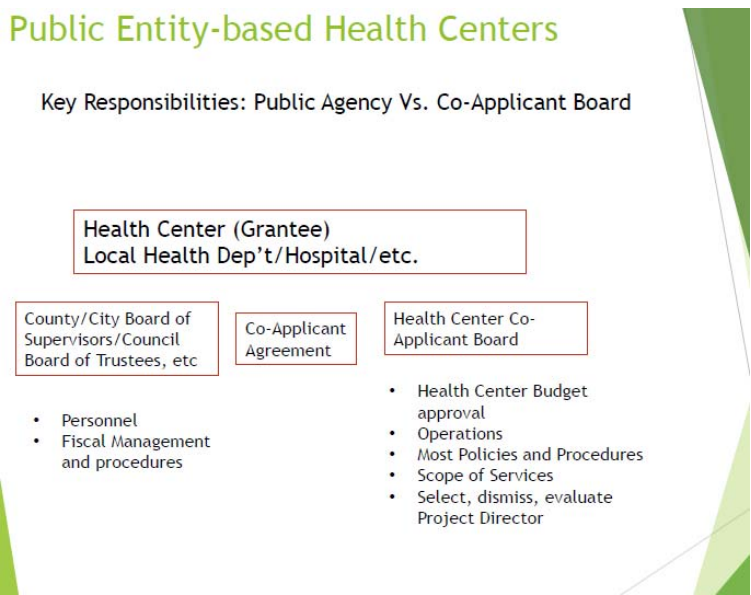 Public Entity-based Health Centers
Key Responsibilities: Public Agency Vs. Co-Applicant Board
Health Center (Grantee)
Local Health Dep't/Hospital/etc.
County/City Board of
Supervisors/Council
Board of Trustees, etc
• Personnel
• Fiscal Management
and procedures
Co-Applicant
Agreement
Health Center Co-
Applicant Board
• Health Center Budget
approval
• Operations
• Most Policies and Procedures
• Scope of Services
• Select, dismiss, evaluate
Project Director